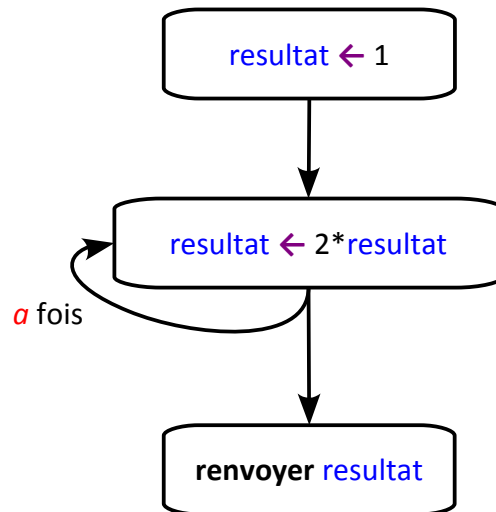 resultat ← 1
resultat ← 2*resultat
a fois
renvoyer resultat